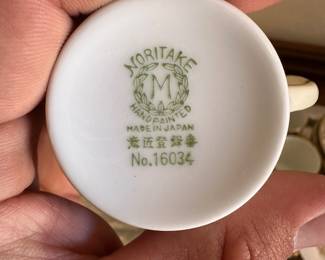 NORITAKE
M
HANDPAINTED
MADE IN JAPAN
No.16034